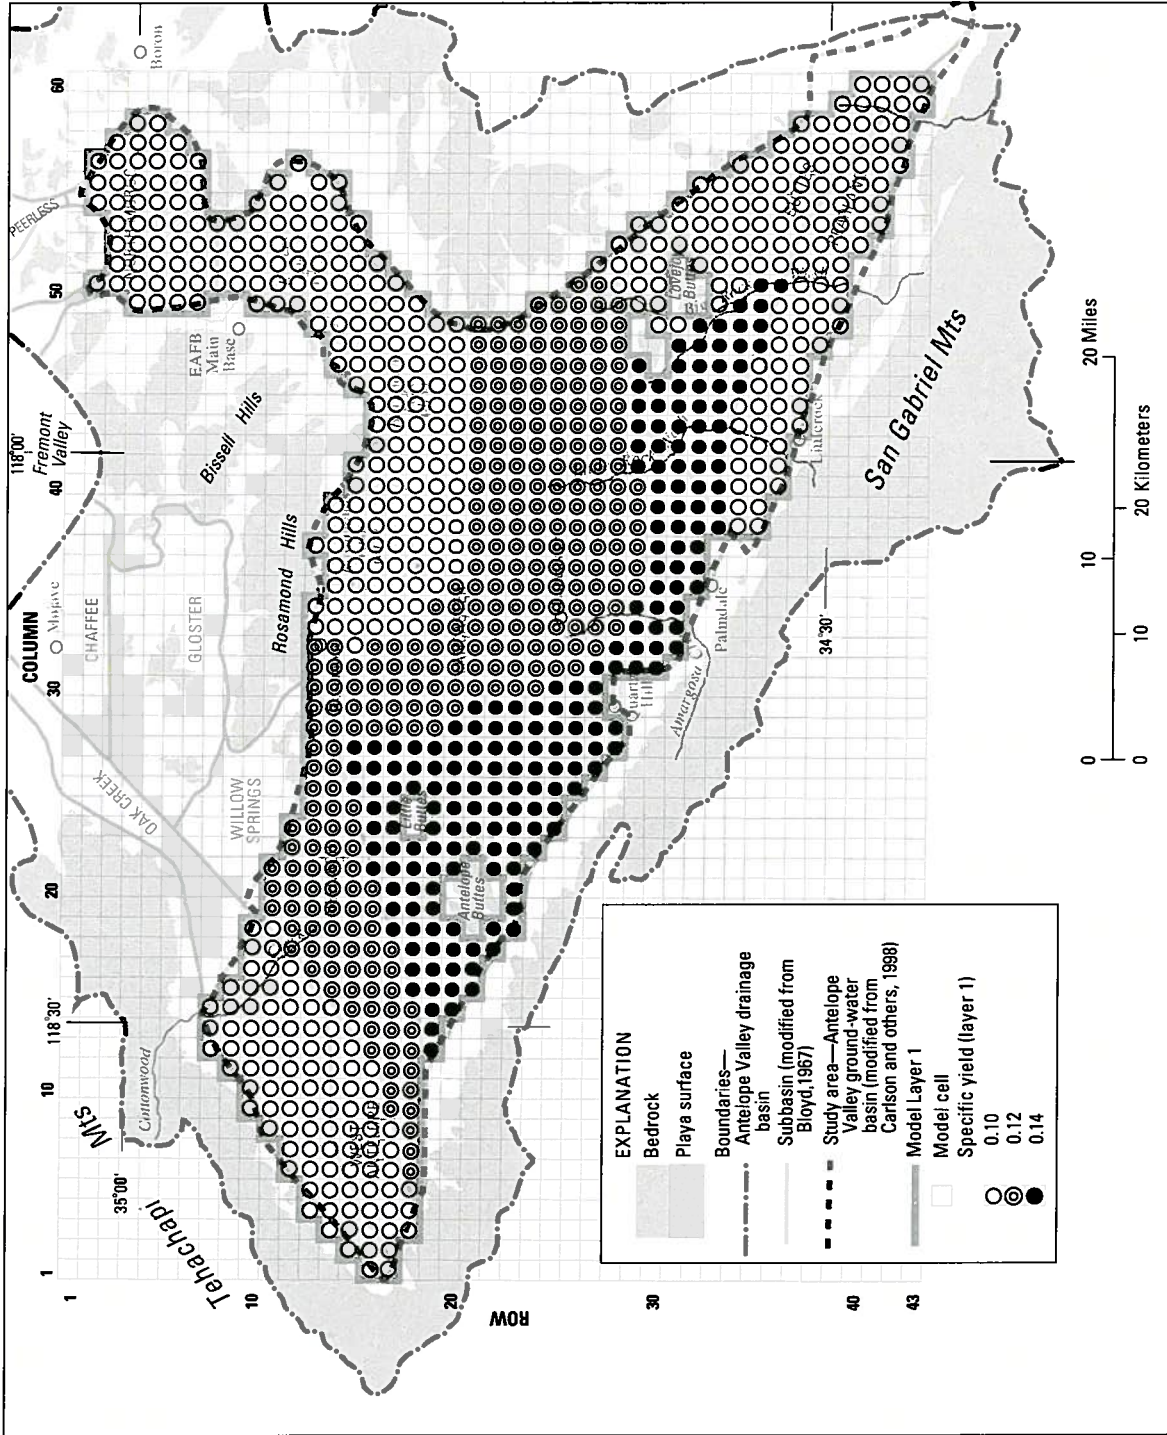 COLUMN
1
10
20
30
40
50
60
118°30'
118°00'
Fremont
Valley
Mojave
CHAFFEE
GLOSTER
OAK CREEK
WILLOW
SPRINGS
PEERLESS
Boron
EAFB
Main
Base
Bissell Hills
Rosamond Hills
Tehachapi
Mts
Cottonwood
35°00'
Little
Buttes
Antelope
Buttes
Lovejoy
Buttes
Quartz
Hill
Amargosa
Palmdale
Littlerock
San Gabriel Mts
34°30'
ROW
1
10
20
30
40
43
EXPLANATION
Bedrock
Playa surface
Boundaries—
Antelope Valley drainage
basin
Subbasin (modified from
Bloyd,1967)
Study area—Antelope
Valley ground-water
basin (modified from
Carlson and others, 1998)
Model Layer 1
Model cell
Specific yield (layer 1)
0.10
0.12
0.14
0 10 20 Miles
0 10 20 Kilometers